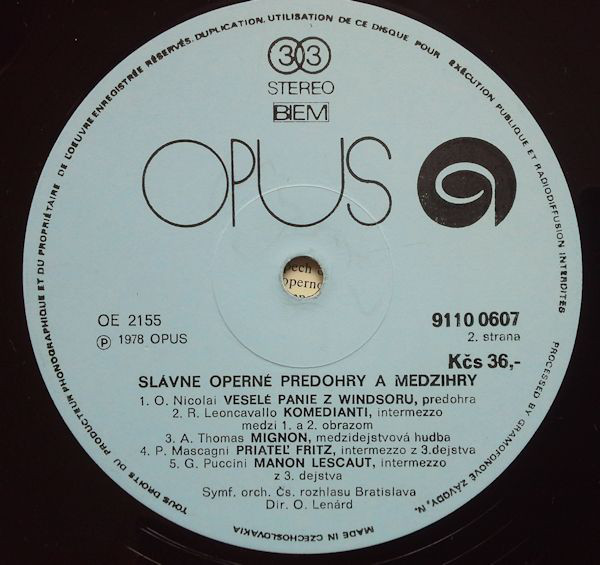 TOUS DROITS DU PRODUCTEUR PHONOGRAPHIQUE ET DU PROPRIÉTAIRE DE L'OEUVRE ENREGISTRÉE RÉSERVÉS. DUPLICATION, UTILISATION DE CE DISQUE POUR EXÉCUTION PUBLIQUE ET RADIODIFFUSION INTERDITES
PROCESSED BY GRAMOFONOVÉ ZÁVODY, N.
33
STEREO
BIEM
OPUS
ech
operno
OE 2155
9110 0607
Ⓟ 1978 OPUS
2. strana
Kčs 36,-
SLÁVNE OPERNÉ PREDOHRY A MEDZIHRY
1. O. Nicolai VESELÉ PANIE Z WINDSORU, predohra
2. R. Leoncavallo KOMEDIANTI, intermezzo
medzi 1. a 2. obrazom
3. A. Thomas MIGNON, medzidejstvová hudba
4. P. Mascagni PRIATEĽ FRITZ, intermezzo z 3.dejstva
5. G. Puccini MANON LESCAUT, intermezzo
z 3. dejstva
Symf. orch. Čs. rozhlasu Bratislava
Dir. O. Lenárd
MADE IN CZECHOSLOVAKIA